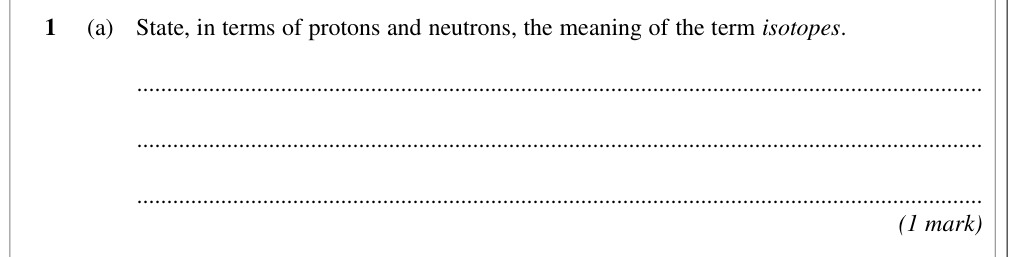 1 (a) State, in terms of protons and neutrons, the meaning of the term isotopes.
(1 mark)